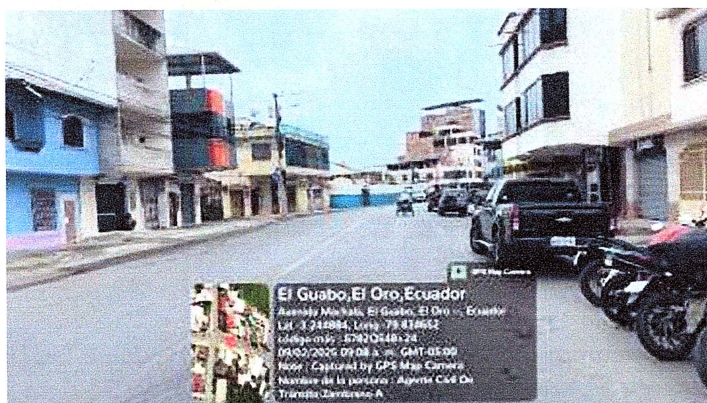 GPS Map Camera
El Guabo, El Oro, Ecuador
Avenida Machala, El Guabo, El Oro, Ecuador
Lat -3.244884, Long -79.834652
código más :
09/02/2025 09:08 a. m. GMT-05:00
Note : Captured by GPS Map Camera
Nombre de la persona : Agente Civil De
Tránsito Zambrano A